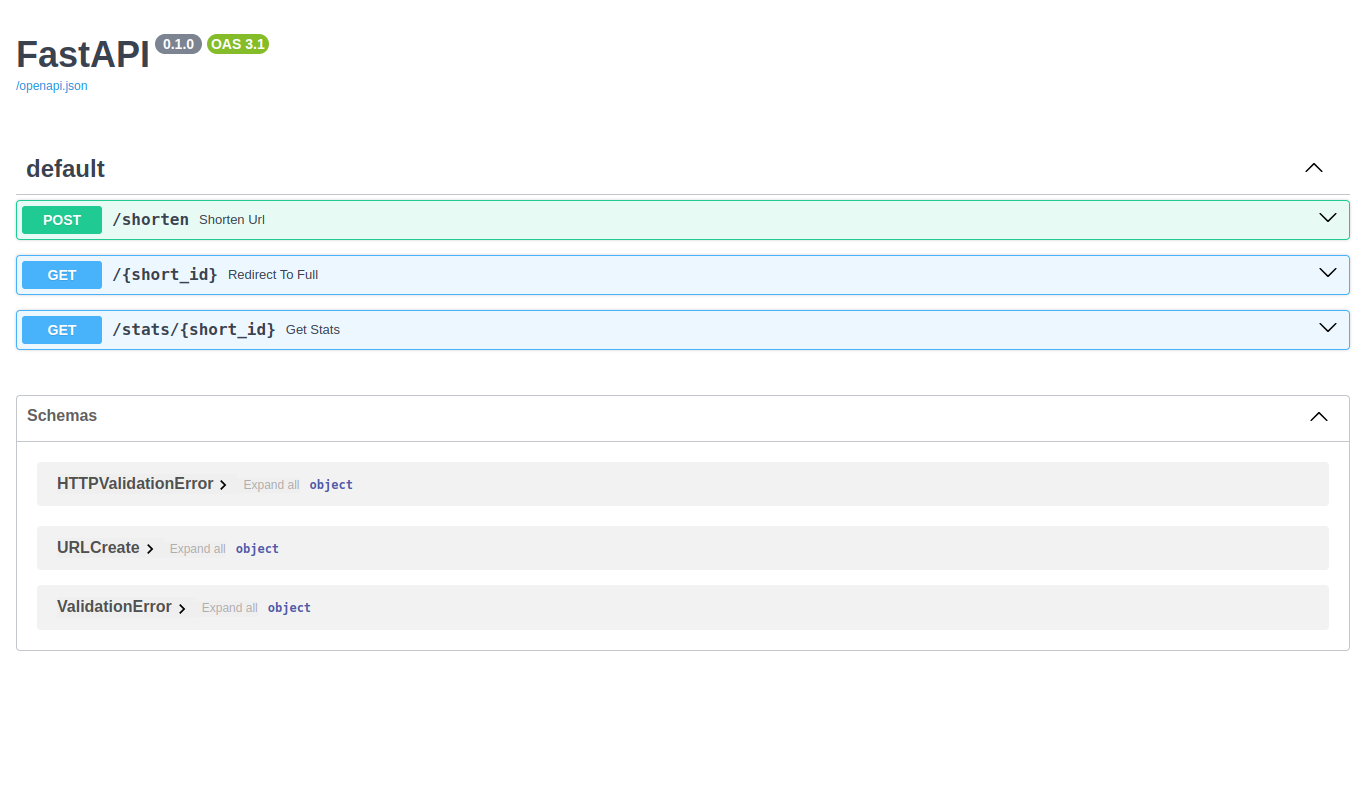 FastAPI 0.1.0 OAS 3.1
/openapi.json
default
POST /shorten Shorten Url
GET /{short_id} Redirect To Full
GET /stats/{short_id} Get Stats
Schemas
HTTPValidationError Expand all object
URLCreate Expand all object
ValidationError Expand all object